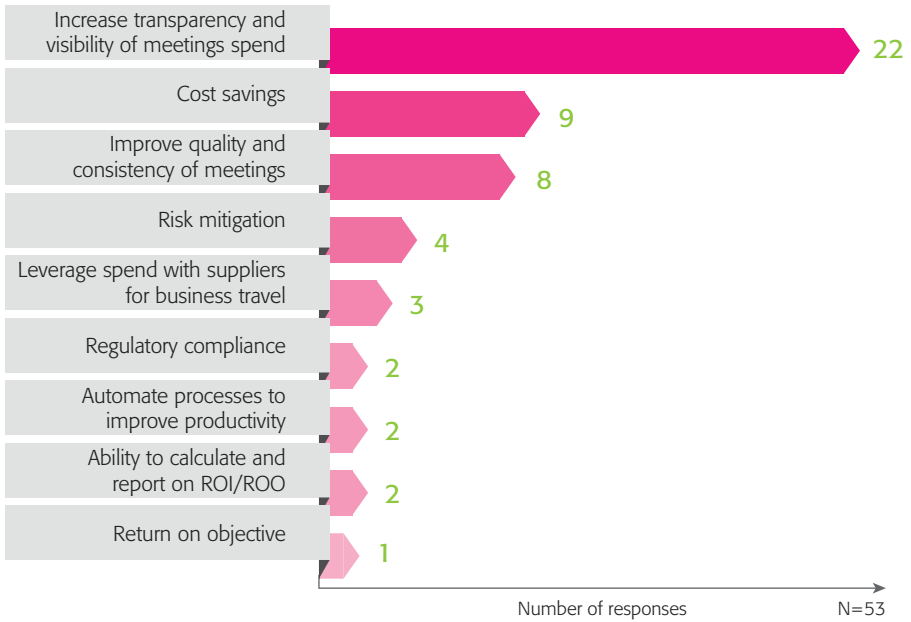 Increase transparency and
visibility of meetings spend
22
Cost savings
9
Improve quality and
consistency of meetings
8
Risk mitigation
4
Leverage spend with suppliers
for business travel
3
Regulatory compliance
2
Automate processes to
improve productivity
2
Ability to calculate and
report on ROI/ROO
2
Return on objective
1
Number of responses
N=53